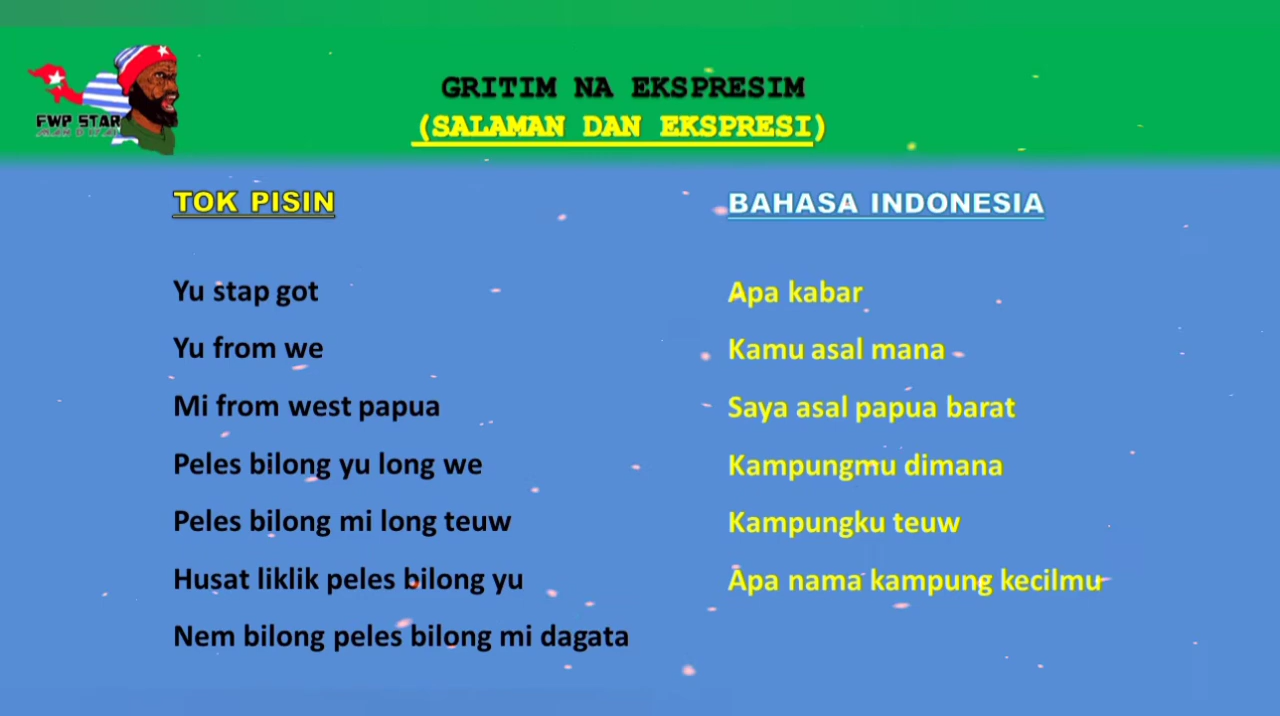 GRITIM NA EKSPRESIM
(SALAMAN DAN EKSPRESI)
FWP STAR
TOK PISIN
Yu stap got
Yu from we
Mi from west papua
Peles bilong yu long we
Peles bilong mi long teuw
Husat liklik peles bilong yu
Nem bilong peles bilong mi dagata
BAHASA INDONESIA
Apa kabar
Kamu asal mana
Saya asal papua barat
Kampungmu dimana
Kampungku teuw
Apa nama kampung kecilmu